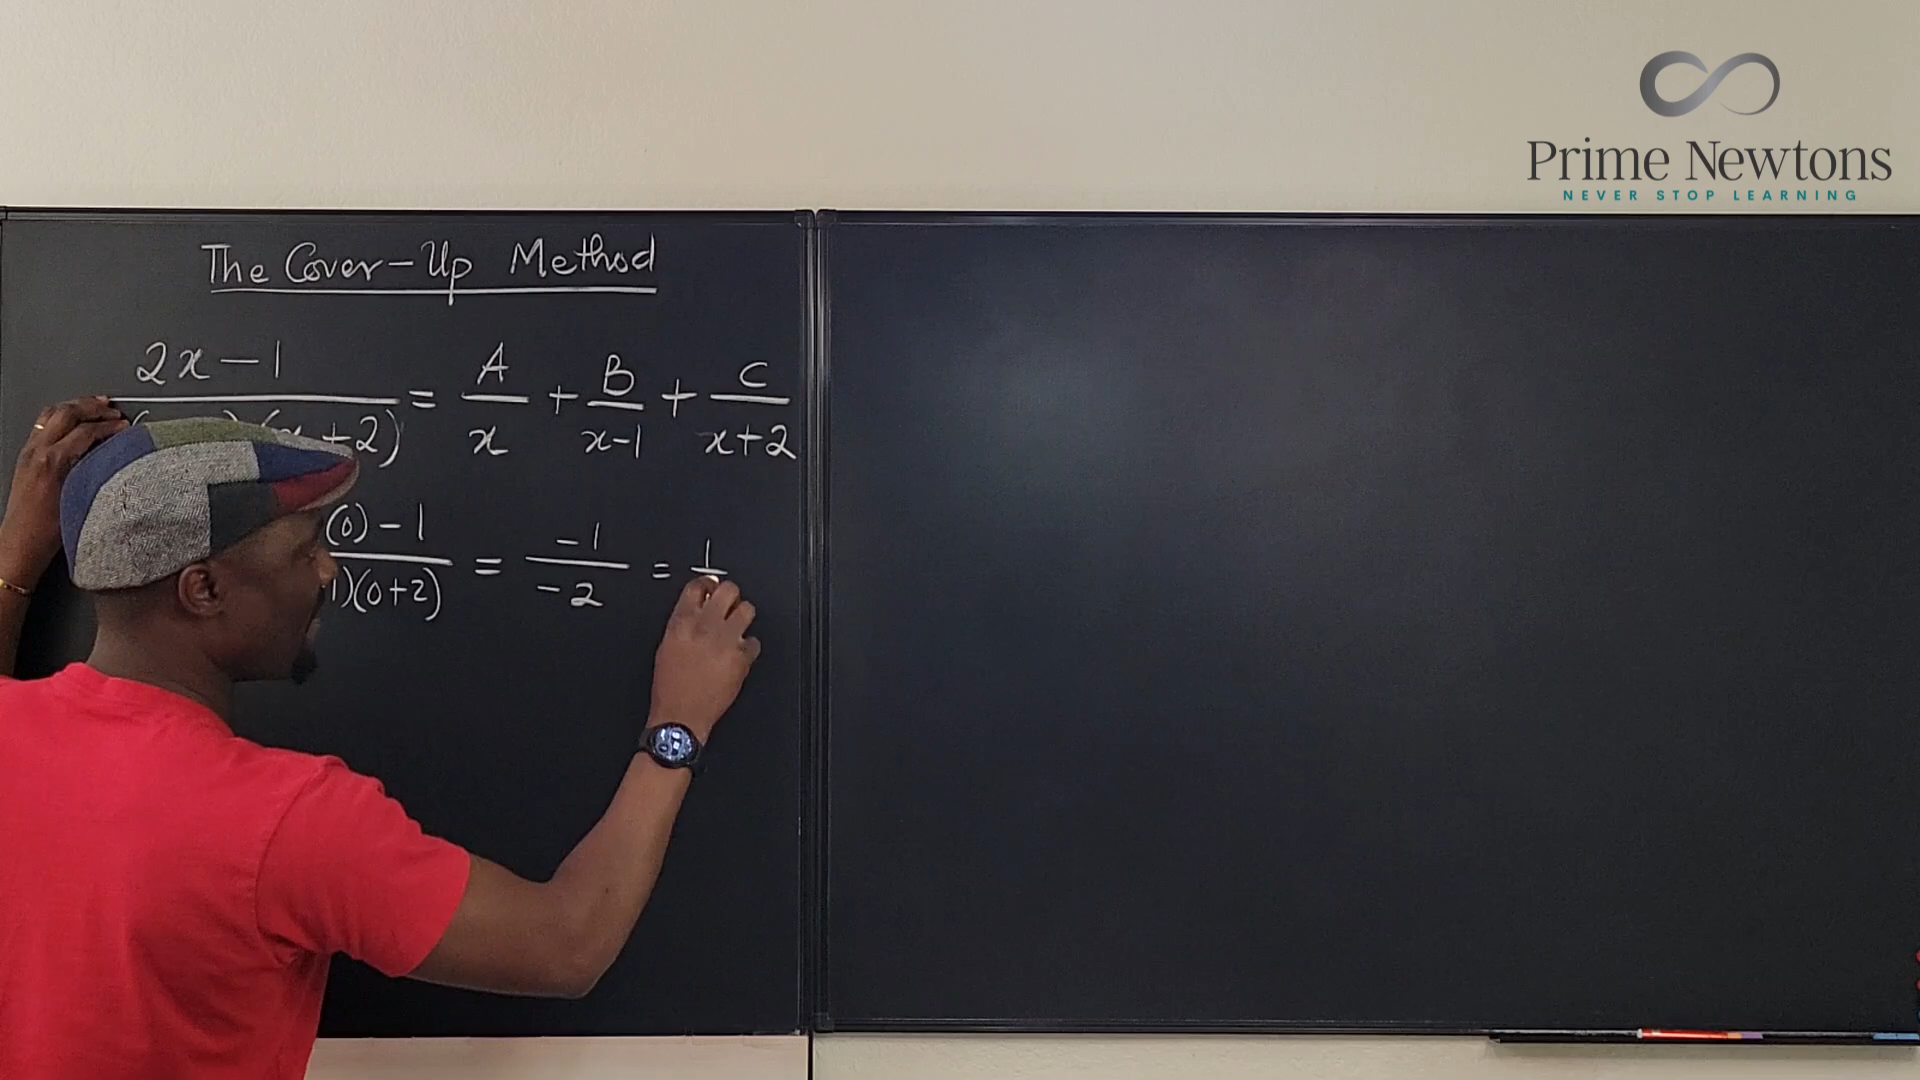 Prime Newtons
NEVER STOP LEARNING
The Cover-Up Method
2x - 1 / +2) = A/x + B/x-1 + C/x+2
(0) - 1 / 1)(0+2) = -1/-2 = 1